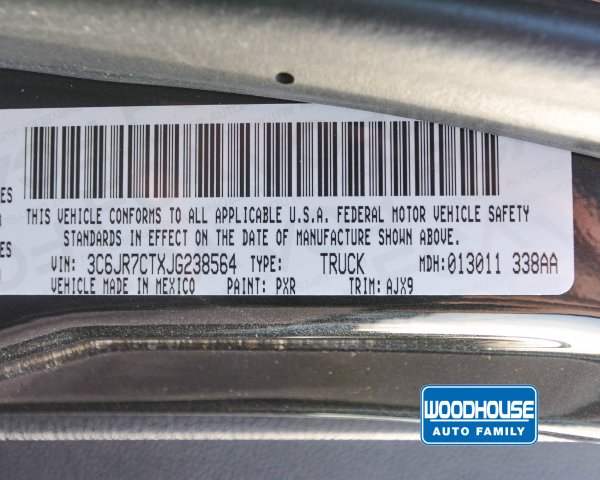 THIS VEHICLE CONFORMS TO ALL APPLICABLE U.S.A. FEDERAL MOTOR VEHICLE SAFETY
STANDARDS IN EFFECT ON THE DATE OF MANUFACTURE SHOWN ABOVE.
VIN: 3C6JR7CTXJG238564 TYPE: TRUCK MDH: 013011 338AA
VEHICLE MADE IN MEXICO PAINT: PXR TRIM: AJX9
WOODHOUSE
AUTO FAMILY